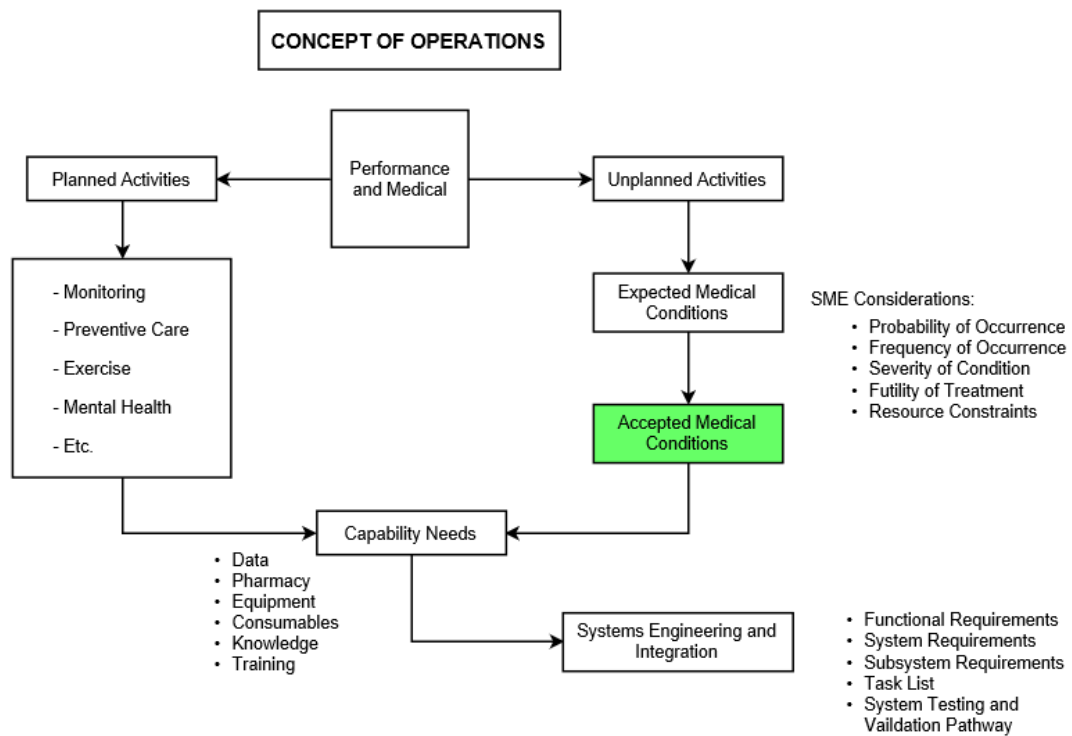 CONCEPT OF OPERATIONS
Performance
and Medical
Planned Activities
Unplanned Activities
- Monitoring
- Preventive Care
- Exercise
- Mental Health
- Etc.
Expected Medical
Conditions
SME Considerations:
• Probability of Occurrence
• Frequency of Occurrence
• Severity of Condition
• Futility of Treatment
• Resource Constraints
Accepted Medical
Conditions
Capability Needs
• Data
• Pharmacy
• Equipment
• Consumables
• Knowledge
• Training
Systems Engineering and
Integration
• Functional Requirements
• System Requirements
• Subsystem Requirements
• Task List
• System Testing and
Vaildation Pathway